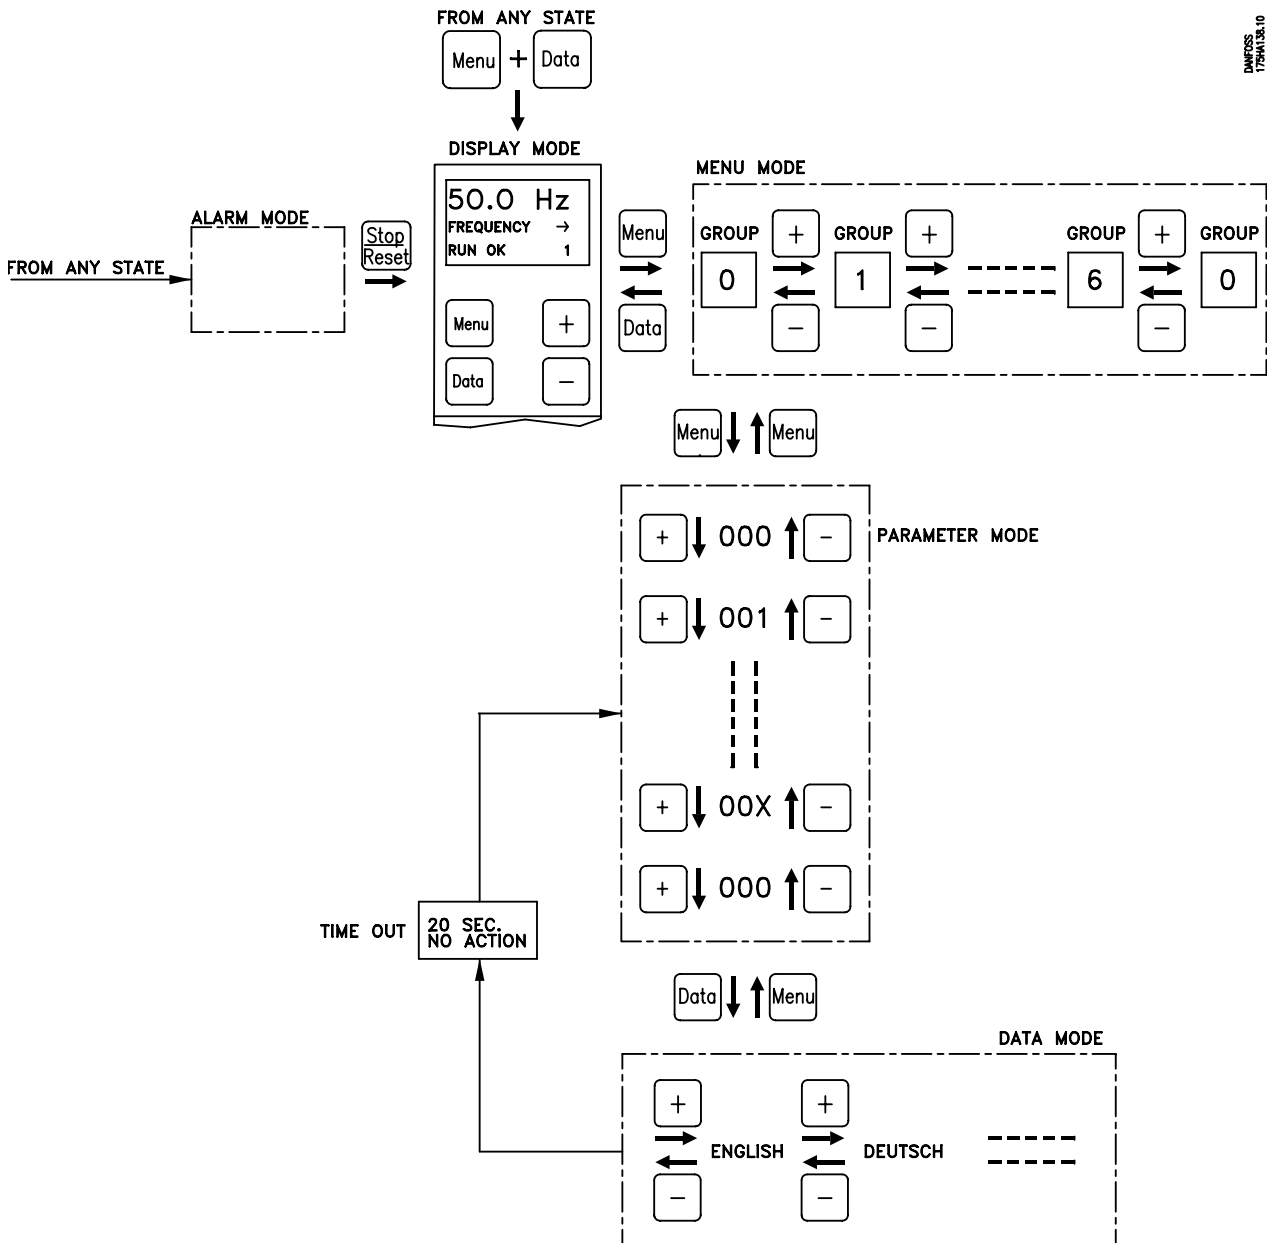 FROM ANY STATE
Menu + Data
DANFOSS
175HA138.10
DISPLAY MODE
MENU MODE
50.0 Hz
FREQUENCY →
RUN OK 1
ALARM MODE
FROM ANY STATE
Stop
Reset
Menu +
Data -
Menu
Data
GROUP + GROUP + GROUP + GROUP
0 1 6 0
- - -
Menu Menu
PARAMETER MODE
+ 000 -
+ 001 -
+ 00X -
+ 000 -
TIME OUT
20 SEC.
NO ACTION
Data Menu
DATA MODE
+ +
ENGLISH DEUTSCH
- -